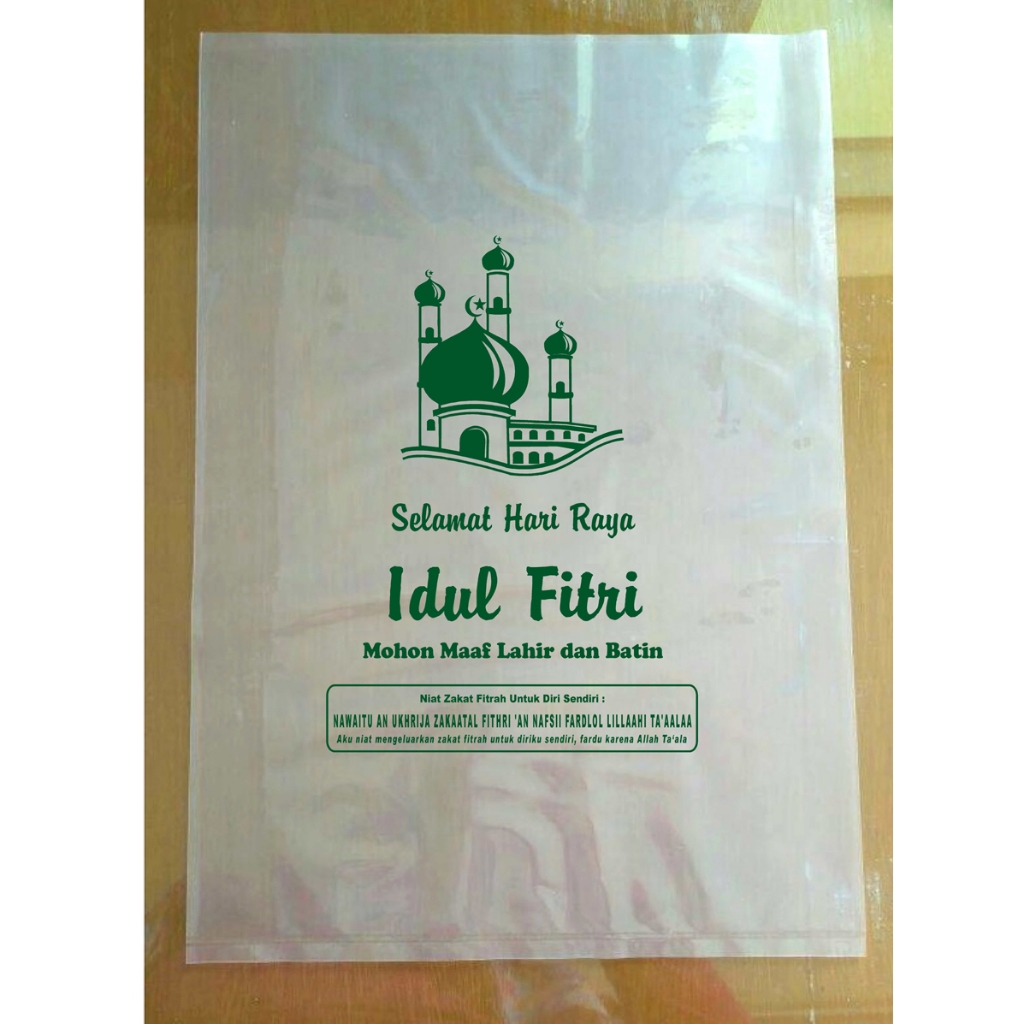 Selamat Hari Raya
Idul Fitri
Mohon Maaf Lahir dan Batin
Niat Zakat Fitrah Untuk Diri Sendiri :
NAWAITU AN UKHRIJA ZAKAATAL FITHRI 'AN NAFSII FARDLOL LILLAAHI TA'AALAA
Aku niat mengeluarkan zakat fitrah untuk diriku sendiri, fardu karena Allah Ta'ala